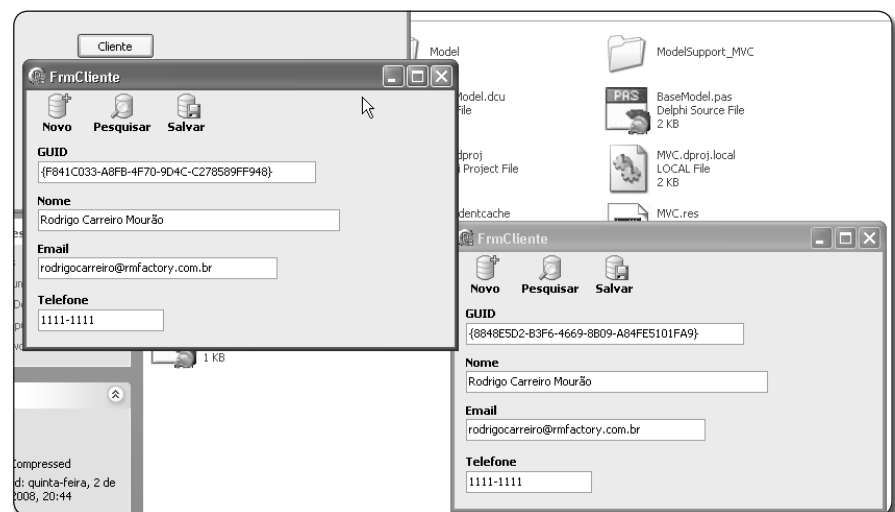 Cliente
FrmCliente
Novo Pesquisar Salvar
GUID
{F841C033-A8FB-4F70-9D4C-C278589FF948}
Nome
Rodrigo Carreiro Mourão
Email
rodrigocarreiro@rmfactory.com.br
Telefone
1111-1111
1 KB
Compressed
d: quinta-feira, 2 de
2008, 20:44
Model
ModelSupport_MVC
Model.dcu
File
PAS
BaseModel.pas
Delphi Source File
2 KB
dproj
i Project File
MVC.dproj.local
LOCAL File
2 KB
dentcache
MVC.res
FrmCliente
Novo Pesquisar Salvar
GUID
{8848E5D2-B3F6-4669-8B09-A84FE5101FA9}
Nome
Rodrigo Carreiro Mourão
Email
rodrigocarreiro@rmfactory.com.br
Telefone
1111-1111